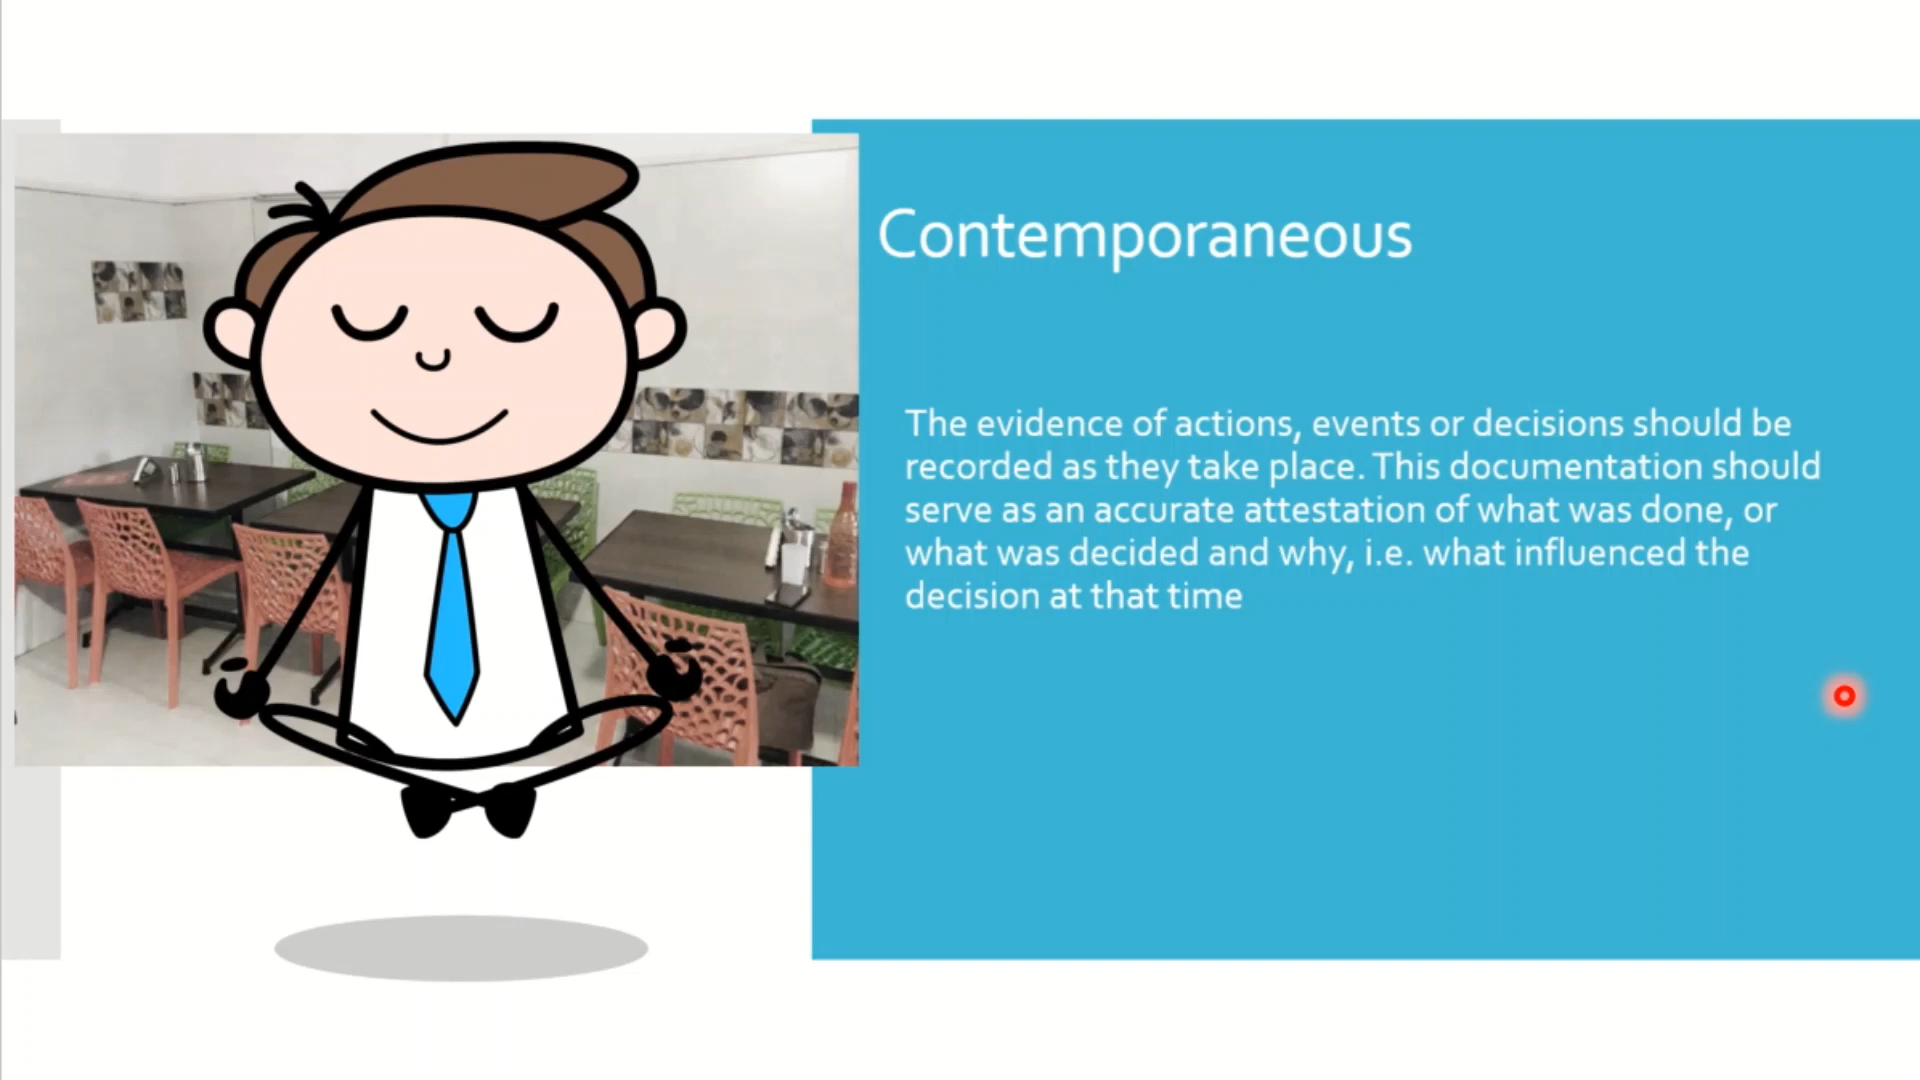 Contemporaneous
The evidence of actions, events or decisions should be
recorded as they take place. This documentation should
serve as an accurate attestation of what was done, or
what was decided and why, i.e. what influenced the
decision at that time